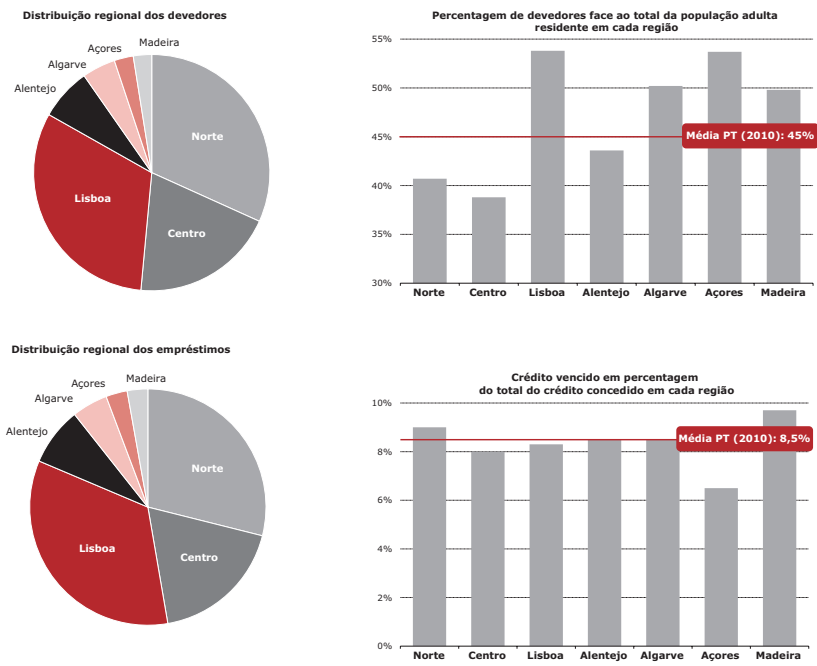 Distribuição regional dos devedores
Madeira
Açores
Algarve
Alentejo
Norte
Lisboa
Centro
Percentagem de devedores face ao total da população adulta
residente em cada região
55%
50%
45%
40%
35%
30%
Média PT (2010): 45%
Norte Centro Lisboa Alentejo Algarve Açores Madeira
Distribuição regional dos empréstimos
Madeira
Açores
Algarve
Alentejo
Norte
Lisboa
Centro
Crédito vencido em percentagem
do total do crédito concedido em cada região
10%
8%
6%
4%
2%
0%
Média PT (2010): 8,5%
Norte Centro Lisboa Alentejo Algarve Açores Madeira